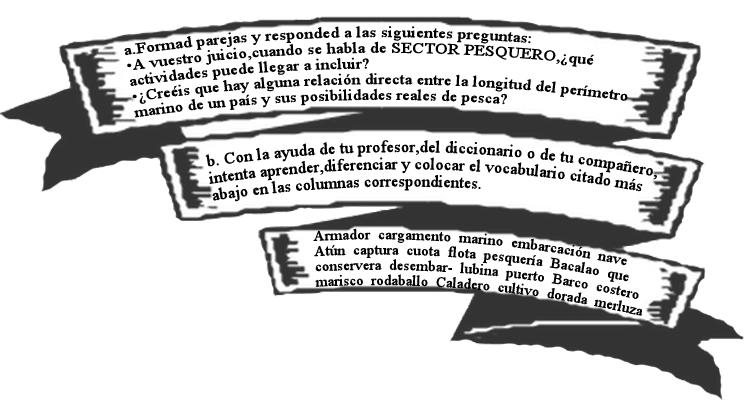 a.Formad parejas y responded a las siguientes preguntas:
•A vuestro juicio,cuando se habla de SECTOR PESQUERO,¿qué
actividades puede llegar a incluir?
•¿Creéis que hay alguna relación directa entre la longitud del perímetro
marino de un país y sus posibilidades reales de pesca?
b. Con la ayuda de tu profesor,del diccionario o de tu compañero,
intenta aprender,diferenciar y colocar el vocabulario citado más
abajo en las columnas correspondientes.
Armador cargamento marino embarcación nave
Atún captura cuota flota pesquería Bacalao que
conservera desembar- lubina puerto Barco costero
marisco rodaballo Caladero cultivo dorada merluza